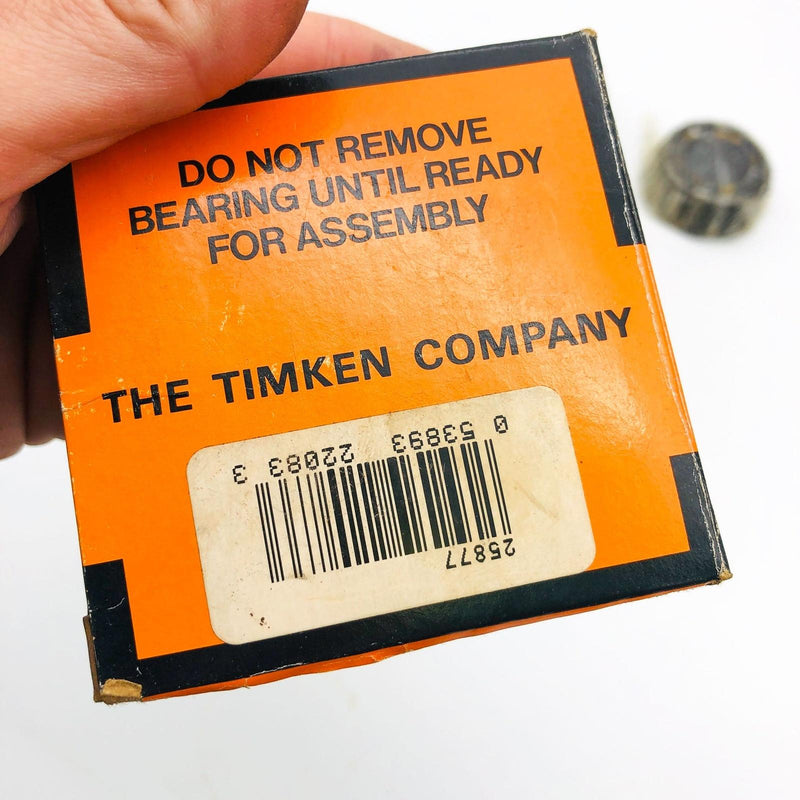 DO NOT REMOVE
BEARING UNTIL READY
FOR ASSEMBLY
THE TIMKEN COMPANY
25877
0 53893 22083 3